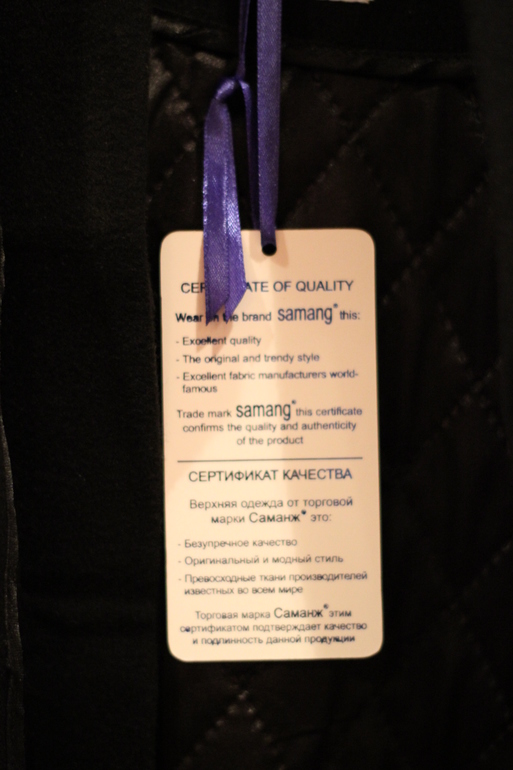 CE ATE OF QUALITY
Wear the brand samang® this:
- Excellent quality
- The original and trendy style
- Excellent fabric manufacturers world-
famous
Trade mark samang® this certificate
confirms the quality and authenticity
of the product
СЕРТИФИКАТ КАЧЕСТВА
Верхняя одежда от торговой
марки Саманж® это:
- Безупречное качество
- Оригинальный и модный стиль
- Превосходные ткани производителей
известных во всем мире
Торговая марка Саманж® этим
сертификатом подтверждает качество
и подлинность данной продукции